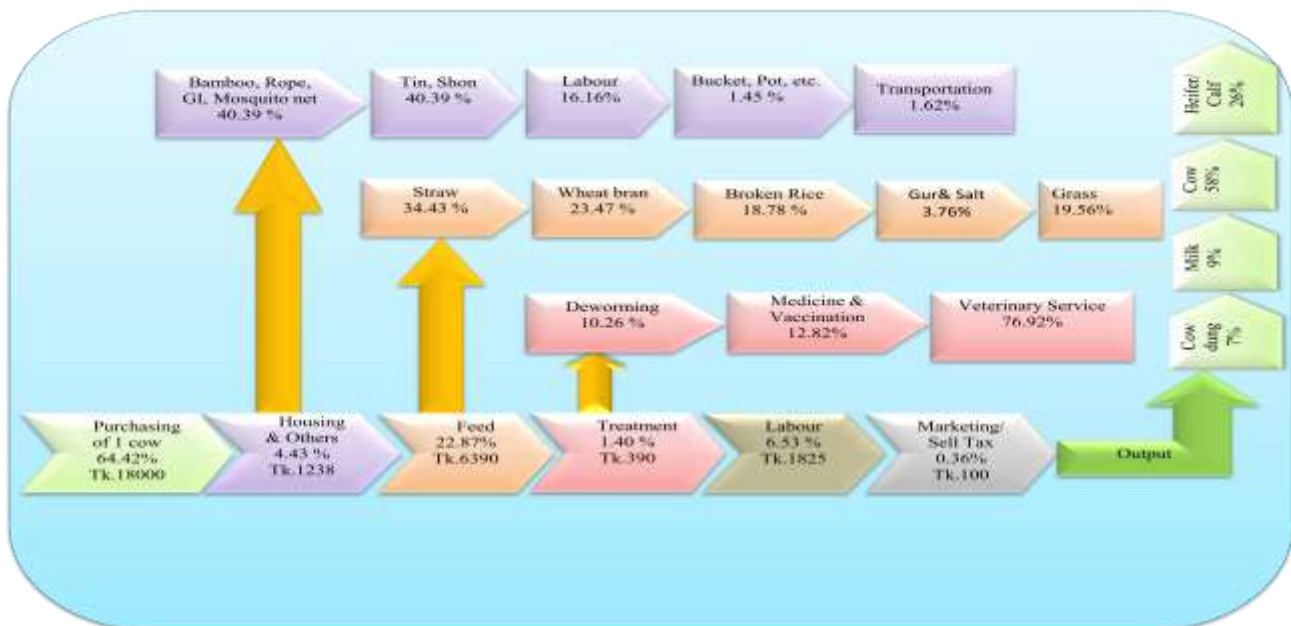 Bamboo, Rope,
GI, Mosquito net
40.39 %
Tin, Shon
40.39 %
Labour
16.16%
Bucket, Pot, etc.
1.45 %
Transportation
1.62%
Heifer/
Calf
26%
Straw
34.43 %
Wheat bran
23.47 %
Broken Rice
18.78 %
Gur& Salt
3.76%
Grass
19.56%
Cow
58%
Milk
9%
Deworming
10.26 %
Medicine &
Vaccination
12.82%
Veterinary Service
76.92%
Cow
dung
7%
Purchasing
of 1 cow
64.42%
Tk.18000
Housing
& Others
4.43 %
Tk.1238
Feed
22.87%
Tk.6390
Treatment
1.40 %
Tk.390
Labour
6.53 %
Tk.1825
Marketing/
Sell Tax
0.36%
Tk.100
Output